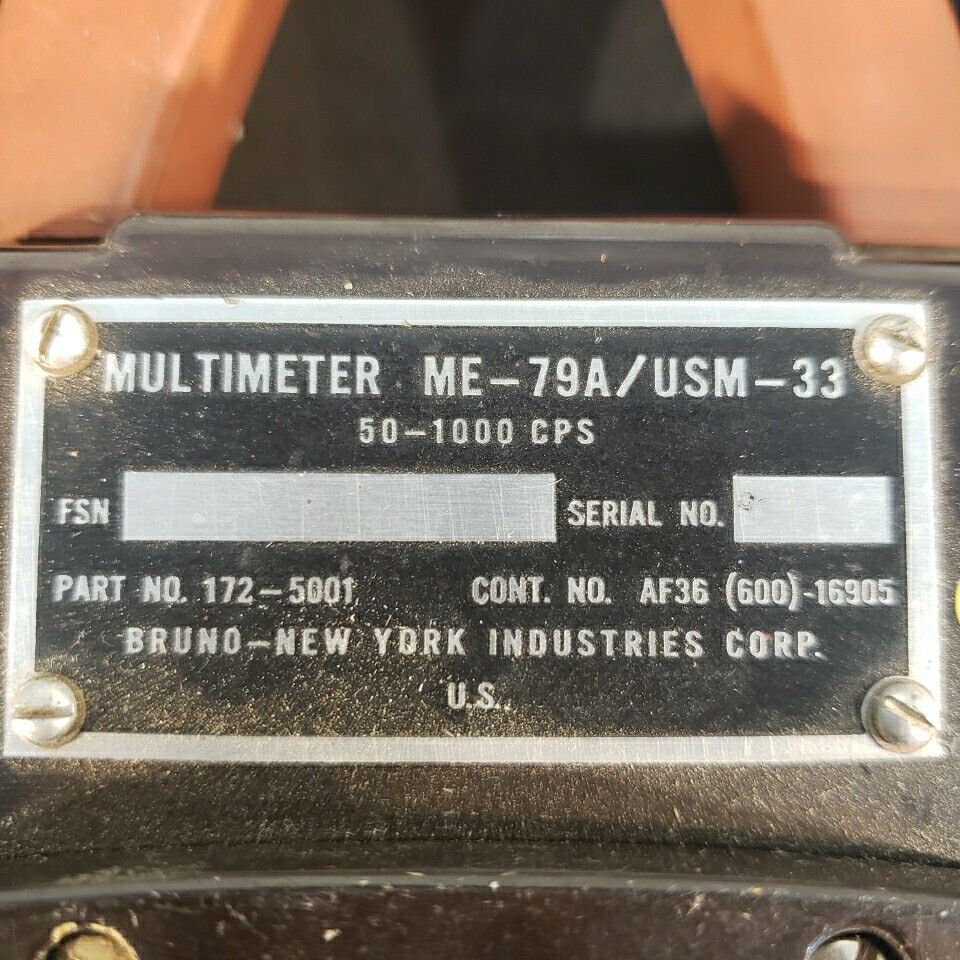 MULTIMETER ME-79A/USM-33
50-1000 CPS
FSN SERIAL NO.
PART NO. 172-5001 CONT. NO. AF36 (600)-16905
BRUNO-NEW YORK INDUSTRIES CORP.
U.S.